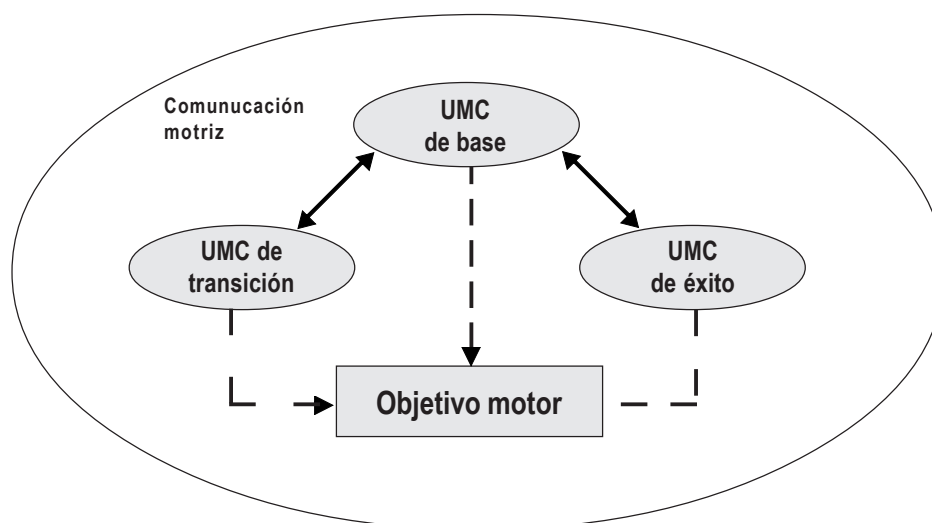 Comunucación
motriz
UMC
de base
UMC de
transición
UMC
de éxito
Objetivo motor